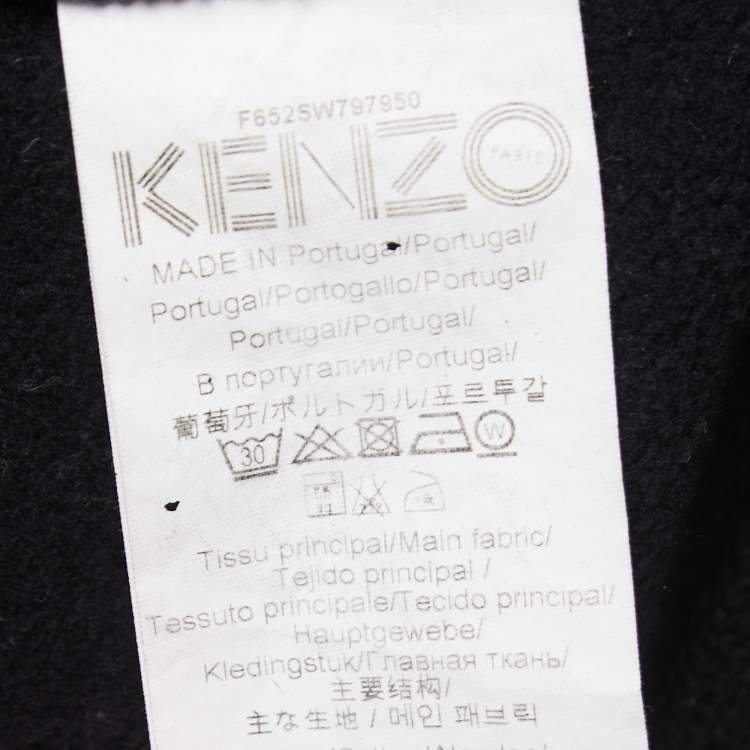 F652SW797950
KENZO
PARIS
MADE IN Portugal/Portugal/
Portugal/Portogallo/Portugal/
Portugal/Portugal/
В португалии/Portugal/
葡萄牙/ポルトガル/포르투갈
30 W
Tissu principal/Main fabric/
Tejido principal /
Tessuto principale/Tecido principal/
Hauptgewebe/
Kledingstuk/Главная ткань/
主要结构/
主な生地 / 메인 패브릭